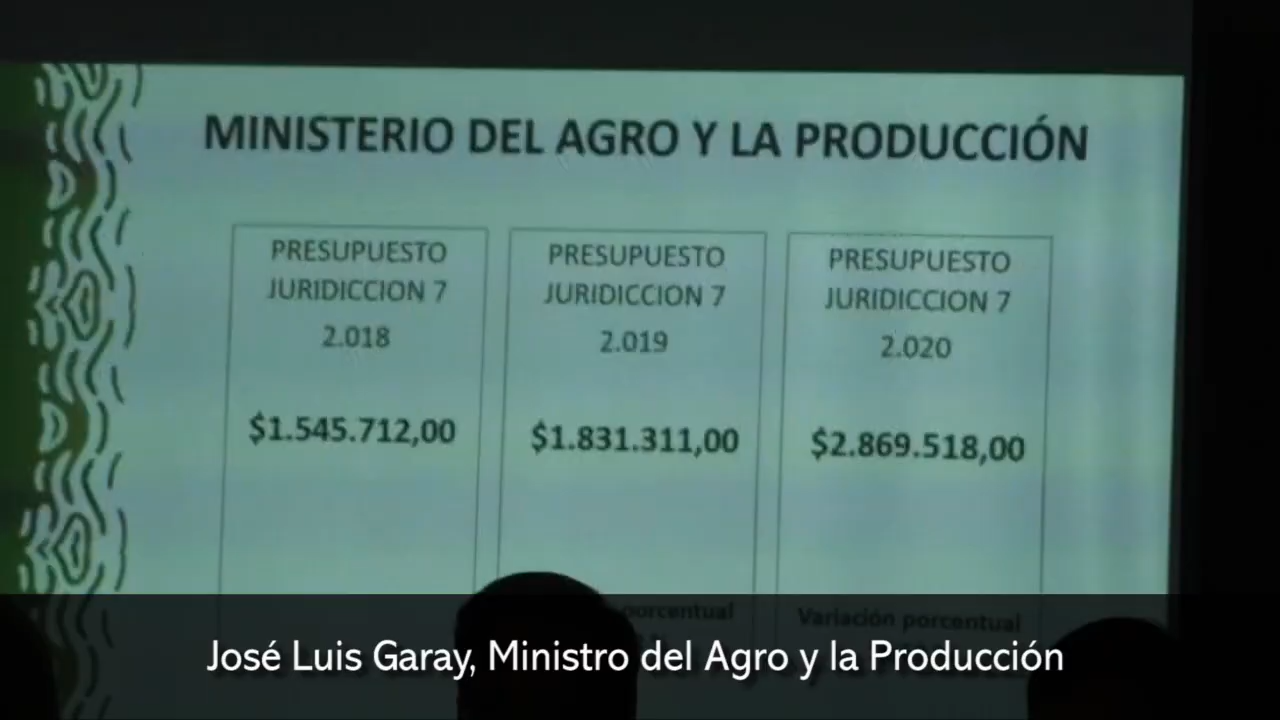 MINISTERIO DEL AGRO Y LA PRODUCCIÓN
PRESUPUESTO
JURIDICCION 7
2.018
$1.545.712,00
PRESUPUESTO
JURIDICCION 7
2.019
$1.831.311,00
porcentual
PRESUPUESTO
JURIDICCION 7
2.020
$2.869.518,00
Variación porcentual
José Luis Garay, Ministro del Agro y la Producción